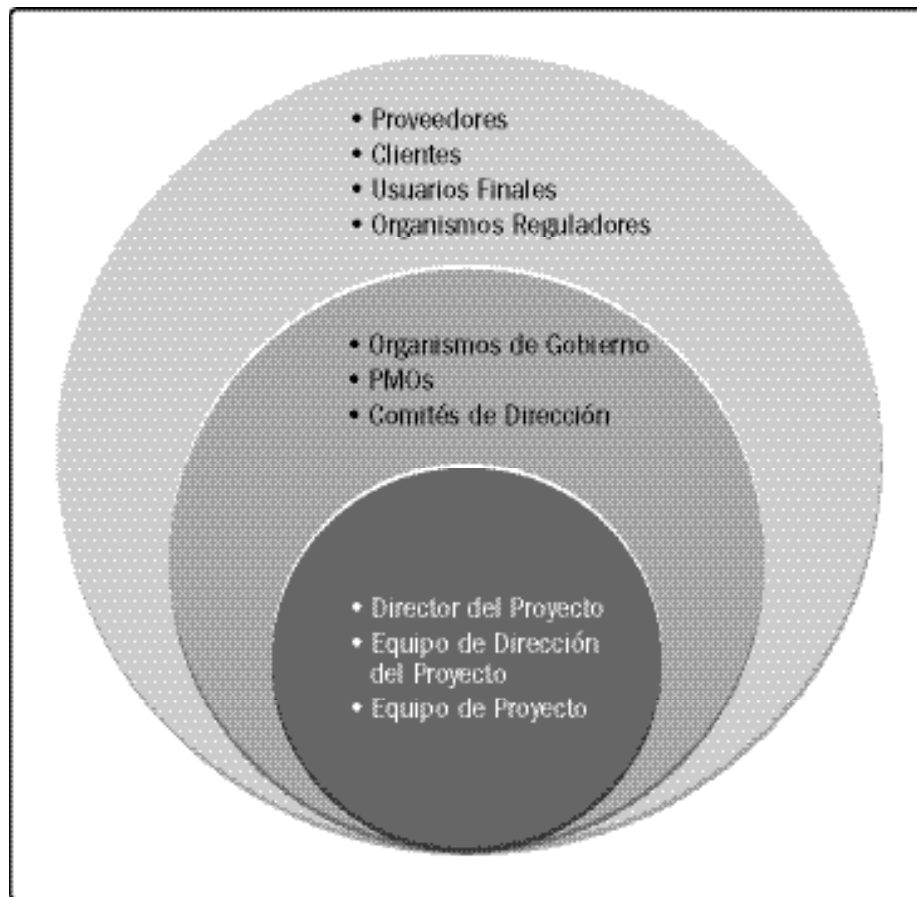 • Proveedores
• Clientes
• Usuarios Finales
• Organismos Reguladores
• Organismos de Gobierno
• PMOs
• Comités de Dirección
• Director del Proyecto
• Equipo de Dirección
del Proyecto
• Equipo de Proyecto